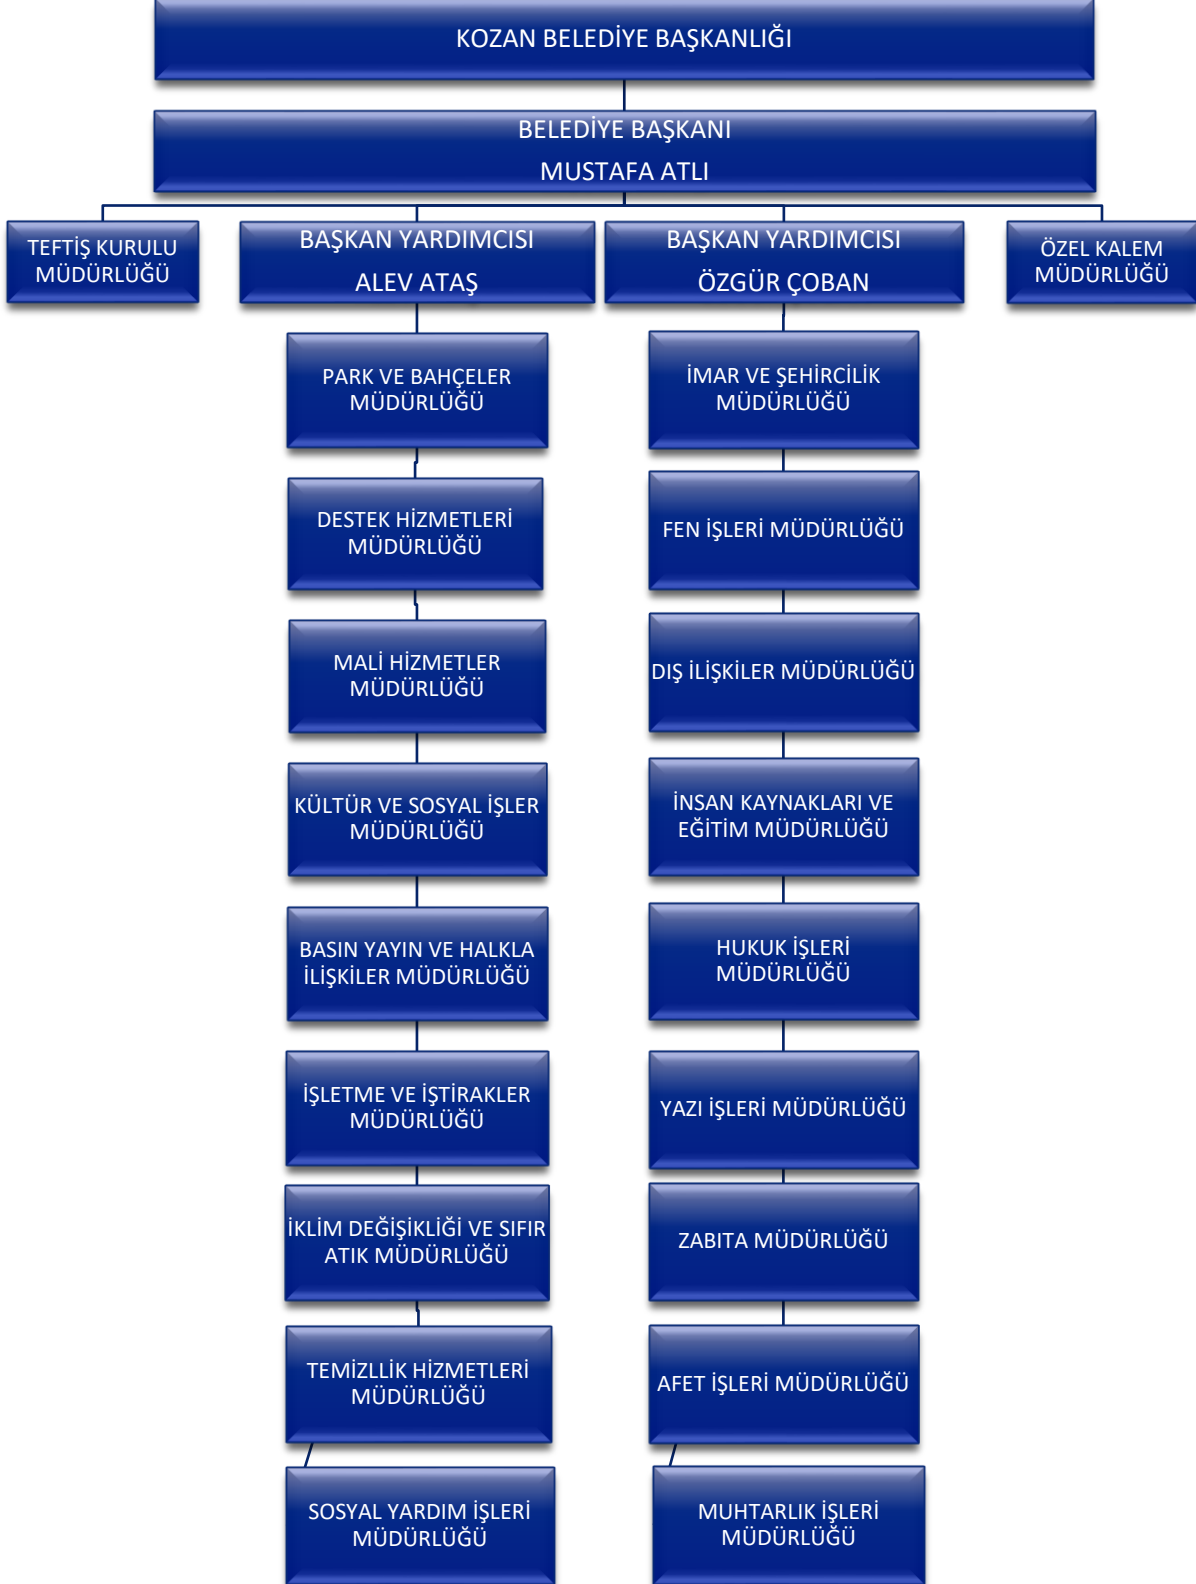 KOZAN BELEDİYE BAŞKANLIĞI
BELEDİYE BAŞKANI
MUSTAFA ATLI
TEFTİŞ KURULU
MÜDÜRLÜĞÜ
BAŞKAN YARDIMCISI
ALEV ATAŞ
BAŞKAN YARDIMCISI
ÖZGÜR ÇOBAN
ÖZEL KALEM
MÜDÜRLÜĞÜ
PARK VE BAHÇELER
MÜDÜRLÜĞÜ
DESTEK HİZMETLERİ
MÜDÜRLÜĞÜ
MALİ HİZMETLER
MÜDÜRLÜĞÜ
KÜLTÜR VE SOSYAL İŞLER
MÜDÜRLÜĞÜ
BASIN YAYIN VE HALKLA
İLİŞKİLER MÜDÜRLÜĞÜ
İŞLETME VE İŞTİRAKLER
MÜDÜRLÜĞÜ
İKLİM DEĞİŞİKLİĞİ VE SIFIR
ATIK MÜDÜRLÜĞÜ
TEMİZLLİK HİZMETLERİ
MÜDÜRLÜĞÜ
SOSYAL YARDIM İŞLERİ
MÜDÜRLÜĞÜ
İMAR VE ŞEHİRCİLİK
MÜDÜRLÜĞÜ
FEN İŞLERİ MÜDÜRLÜĞÜ
DIŞ İLİŞKİLER MÜDÜRLÜĞÜ
İNSAN KAYNAKLARI VE
EĞİTİM MÜDÜRLÜĞÜ
HUKUK İŞLERİ
MÜDÜRLÜĞÜ
YAZI İŞLERİ MÜDÜRLÜĞÜ
ZABITA MÜDÜRLÜĞÜ
AFET İŞLERİ MÜDÜRLÜĞÜ
MUHTARLIK İŞLERİ
MÜDÜRLÜĞÜ